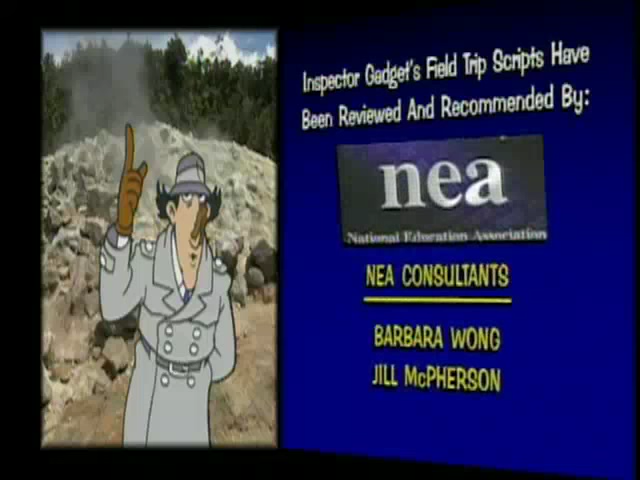 Inspector Gadget's Field Trip Scripts Have
Been Reviewed And Recommended By:
nea
National Education Association
NEA CONSULTANTS
BARBARA WONG
JILL McPHERSON